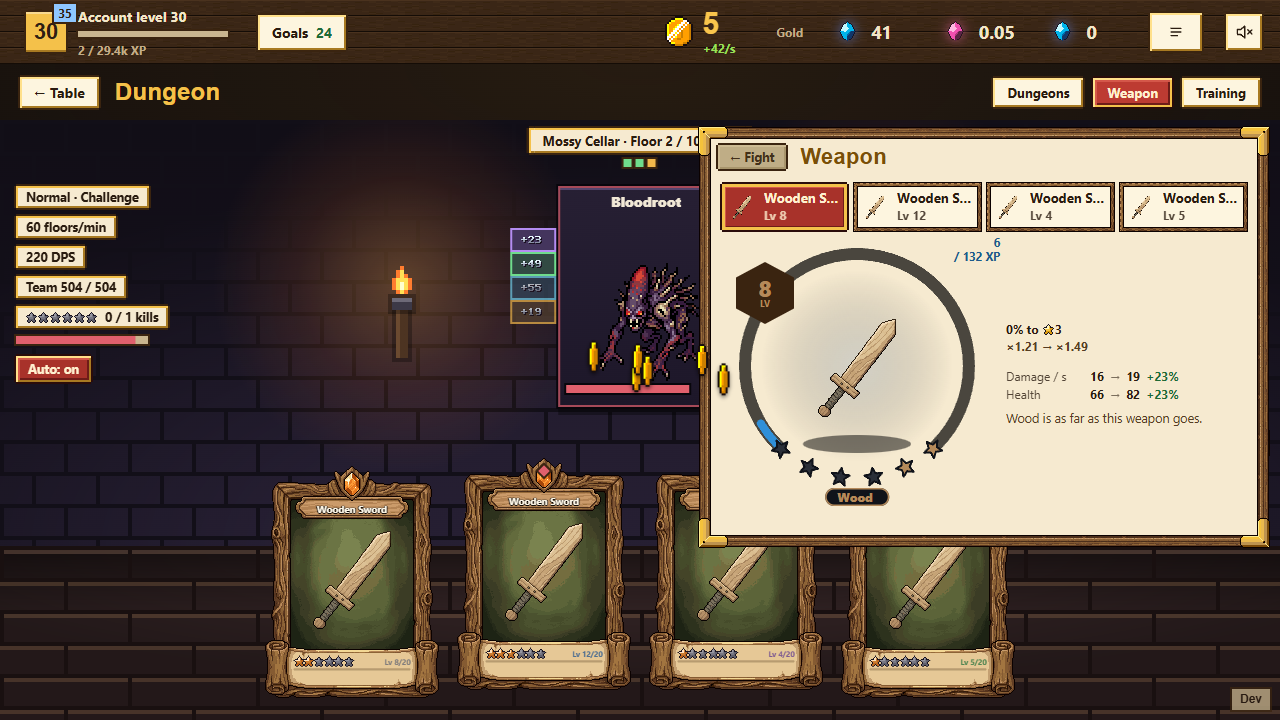 30
35
Account level 30
2 / 29.4k XP
Goals 24
5
+42/s
Gold
41
0.05
0
← Table
Dungeon
Dungeons
Weapon
Training
Mossy Cellar · Floor 2 / 10
Normal · Challenge
60 floors/min
220 DPS
Team 504 / 504
0 / 1 kills
Auto: on
Bloodroot
+23
+49
+55
+19
← Fight
Weapon
Wooden S...
Lv 8
Wooden S...
Lv 12
Wooden S...
Lv 4
Wooden S...
Lv 5
6
/ 132 XP
8
LV
0% to ★3
×1.21 → ×1.49
Damage / s 16 → 19 +23%
Health 66 → 82 +23%
Wood is as far as this weapon goes.
Wood
Wooden Sword
Lv 8/20
Wooden Sword
Lv 12/20
Lv 4/20
Lv 5/20
Dev